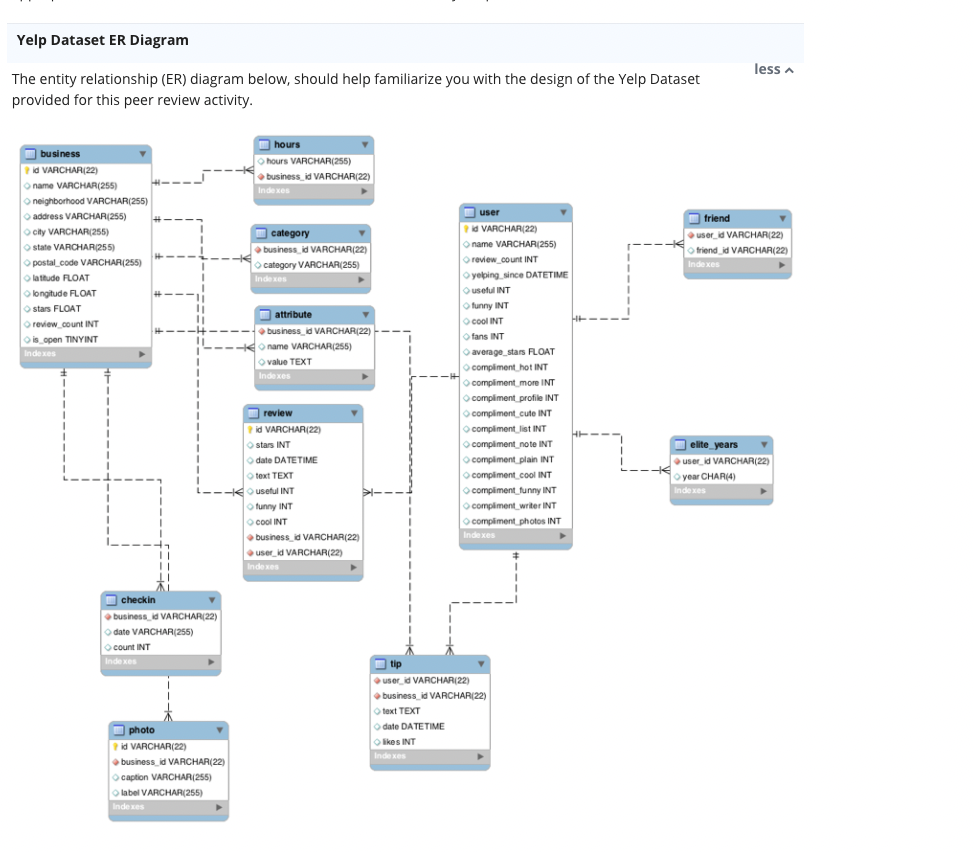 Yelp Dataset ER Diagram
less
The entity relationship (ER) diagram below, should help familiarize you with the design of the Yelp Dataset
provided for this peer review activity.
business
id VARCHAR(22)
name VARCHAR(255)
neighborhood VARCHAR(255)
address VARCHAR(255)
city VARCHAR(255)
state VARCHAR(255)
postal_code VARCHAR(255)
latitude FLOAT
longitude FLOAT
stars FLOAT
review_count INT
is_open TINYINT
Indexes
hours
hours VARCHAR(255)
business_id VARCHAR(22)
Indexes
category
business_id VARCHAR(22)
category VARCHAR(255)
Indexes
attribute
business_id VARCHAR(22)
name VARCHAR(255)
value TEXT
Indexes
review
id VARCHAR(22)
stars INT
date DATETIME
text TEXT
useful INT
funny INT
cool INT
business_id VARCHAR(22)
user_id VARCHAR(22)
Indexes
user
id VARCHAR(22)
name VARCHAR(255)
review_count INT
yelping_since DATETIME
useful INT
funny INT
cool INT
fans INT
average_stars FLOAT
compliment_hot INT
compliment_more INT
compliment_profile INT
compliment_cute INT
compliment_list INT
compliment_note INT
compliment_plain INT
compliment_cool INT
compliment_funny INT
compliment_writer INT
compliment_photos INT
Indexes
friend
user_id VARCHAR(22)
friend_id VARCHAR(22)
Indexes
elite_years
user_id VARCHAR(22)
year CHAR(4)
Indexes
checkin
business_id VARCHAR(22)
date VARCHAR(255)
count INT
Indexes
tip
user_id VARCHAR(22)
business_id VARCHAR(22)
text TEXT
date DATETIME
likes INT
Indexes
photo
id VARCHAR(22)
business_id VARCHAR(22)
caption VARCHAR(255)
label VARCHAR(255)
Indexes